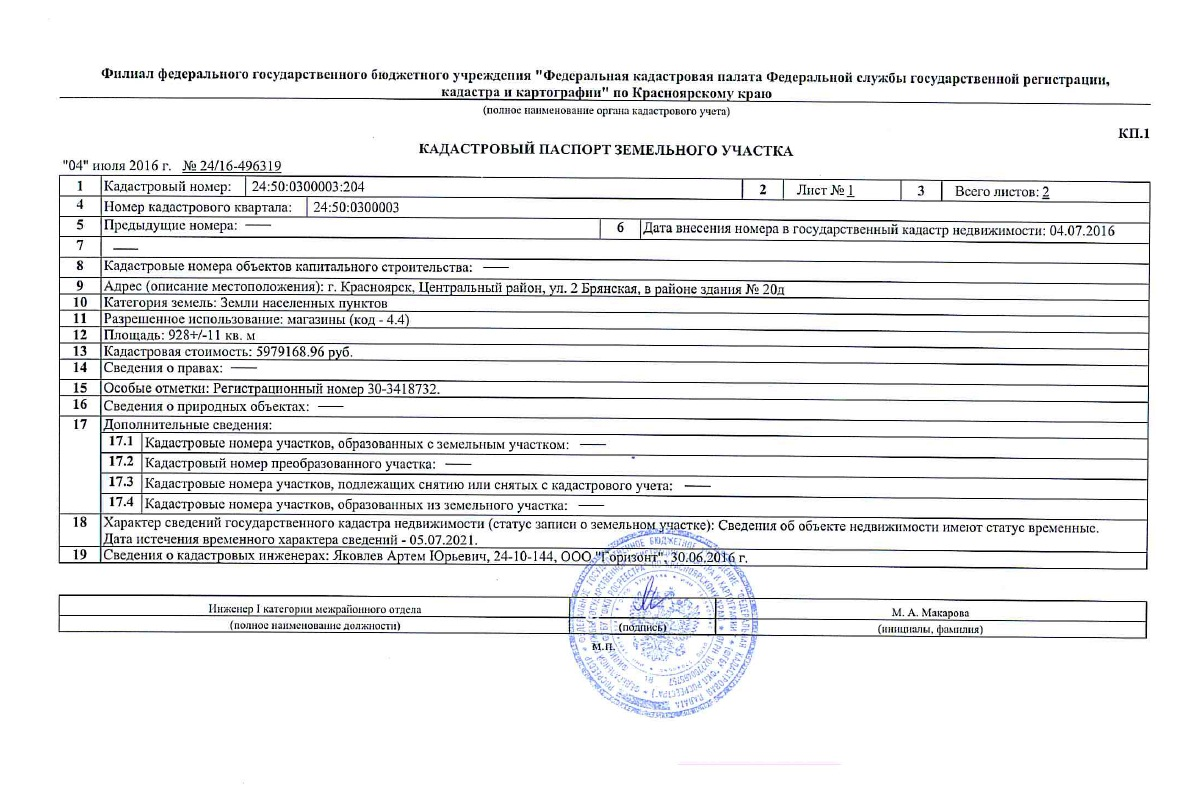 Филиал федерального государственного бюджетного учреждения "Федеральная кадастровая палата Федеральной службы государственной регистрации,
кадастра и картографии" по Красноярскому краю
(полное наименование органа кадастрового учета)
КП.1
КАДАСТРОВЫЙ ПАСПОРТ ЗЕМЕЛЬНОГО УЧАСТКА
"04" июля 2016 г. № 24/16-496319
1 Кадастровый номер: 24:50:0300003:204 2 Лист № 1 3 Всего листов: 2
4 Номер кадастрового квартала: 24:50:0300003
5 Предыдущие номера: — 6 Дата внесения номера в государственный кадастр недвижимости: 04.07.2016
7 —
8 Кадастровые номера объектов капитального строительства: —
9 Адрес (описание местоположения): г. Красноярск, Центральный район, ул. 2 Брянская, в районе здания № 20д
10 Категория земель: Земли населенных пунктов
11 Разрешенное использование: магазины (код - 4.4)
12 Площадь: 928+/-11 кв. м
13 Кадастровая стоимость: 5979168.96 руб.
14 Сведения о правах: —
15 Особые отметки: Регистрационный номер 30-3418732.
16 Сведения о природных объектах: —
17 Дополнительные сведения:
17.1 Кадастровые номера участков, образованных с земельным участком: —
17.2 Кадастровый номер преобразованного участка: —
17.3 Кадастровые номера участков, подлежащих снятию или снятых с кадастрового учета: —
17.4 Кадастровые номера участков, образованных из земельного участка: —
18 Характер сведений государственного кадастра недвижимости (статус записи о земельном участке): Сведения об объекте недвижимости имеют статус временные.
Дата истечения временного характера сведений - 05.07.2021.
19 Сведения о кадастровых инженерах: Яковлев Артем Юрьевич, 24-10-144, ООО "Горизонт", 30.06.2016 г.
Инженер I категории межрайонного отдела М. А. Макарова
(полное наименование должности) (подпись) (инициалы, фамилия)
М.П.